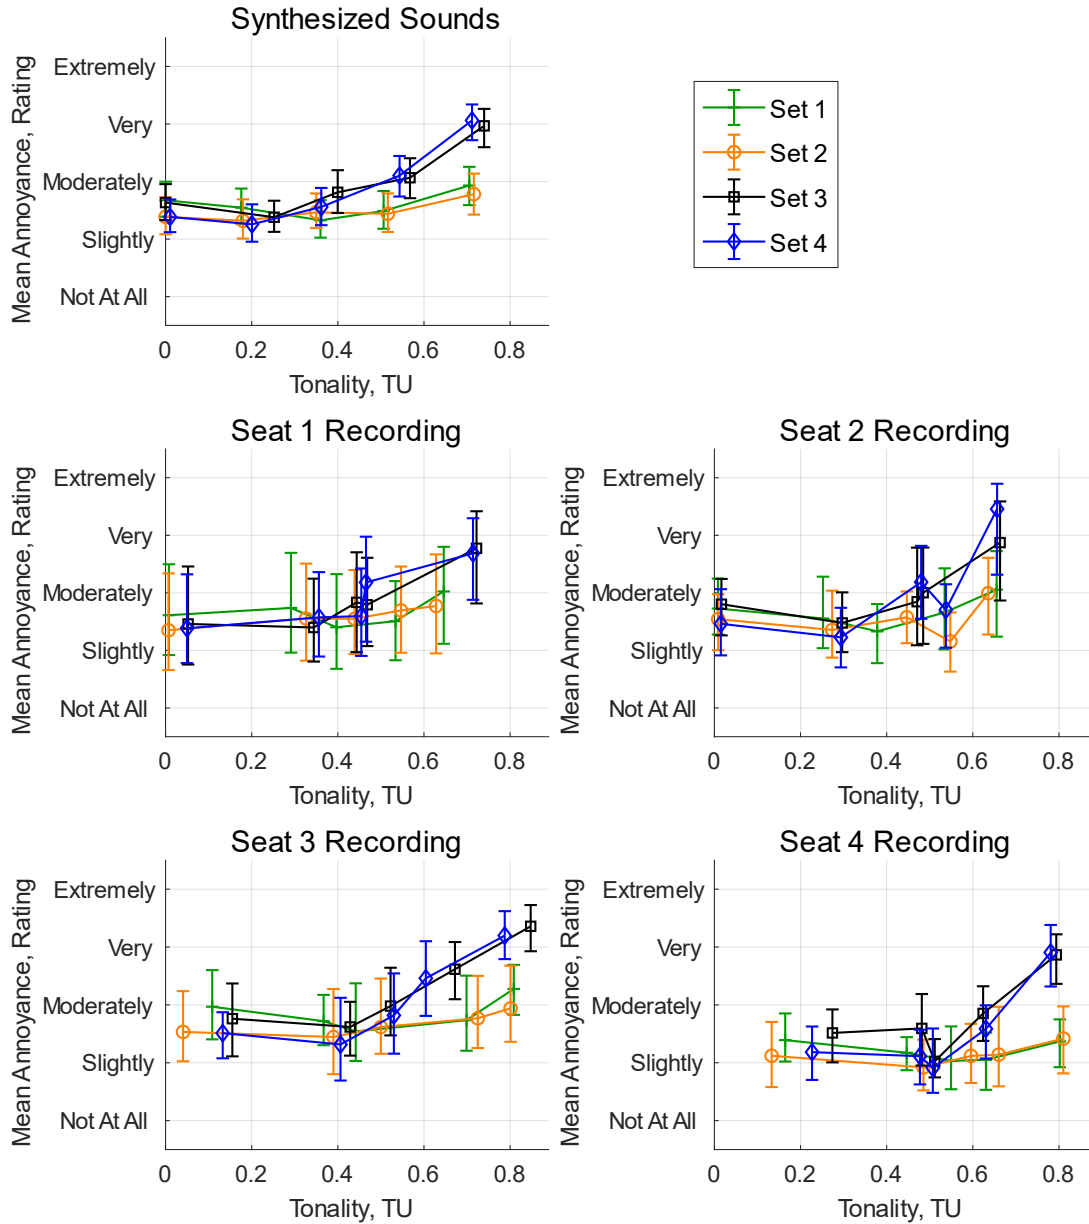 Synthesized Sounds
Mean Annoyance, Rating
Extremely
Very
Moderately
Slightly
Not At All
0 0.2 0.4 0.6 0.8
Tonality, TU
Set 1
Set 2
Set 3
Set 4
Seat 1 Recording
Mean Annoyance, Rating
Extremely
Very
Moderately
Slightly
Not At All
0 0.2 0.4 0.6 0.8
Tonality, TU
Seat 2 Recording
Mean Annoyance, Rating
Extremely
Very
Moderately
Slightly
Not At All
0 0.2 0.4 0.6 0.8
Tonality, TU
Seat 3 Recording
Mean Annoyance, Rating
Extremely
Very
Moderately
Slightly
Not At All
0 0.2 0.4 0.6 0.8
Tonality, TU
Seat 4 Recording
Mean Annoyance, Rating
Extremely
Very
Moderately
Slightly
Not At All
0 0.2 0.4 0.6 0.8
Tonality, TU